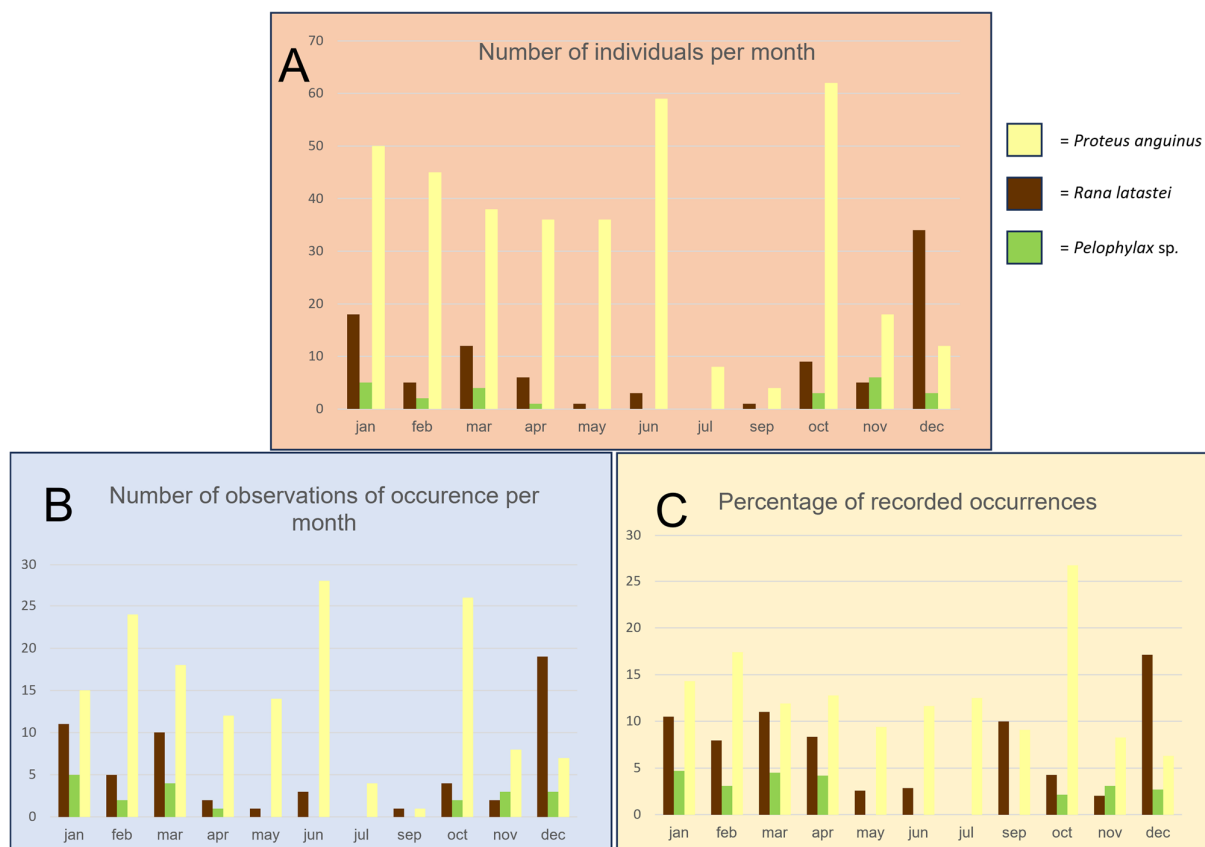 A
Number of individuals per month
70
60
50
40
30
20
10
0
jan feb mar apr may jun jul sep oct nov dec
= Proteus anguinus
= Rana latastei
= Pelophylax sp.
B
Number of observations of occurence per
month
30
25
20
15
10
5
0
jan feb mar apr may jun jul sep oct nov dec
C
Percentage of recorded occurrences
30
25
20
15
10
5
0
jan feb mar apr may jun jul sep oct nov dec